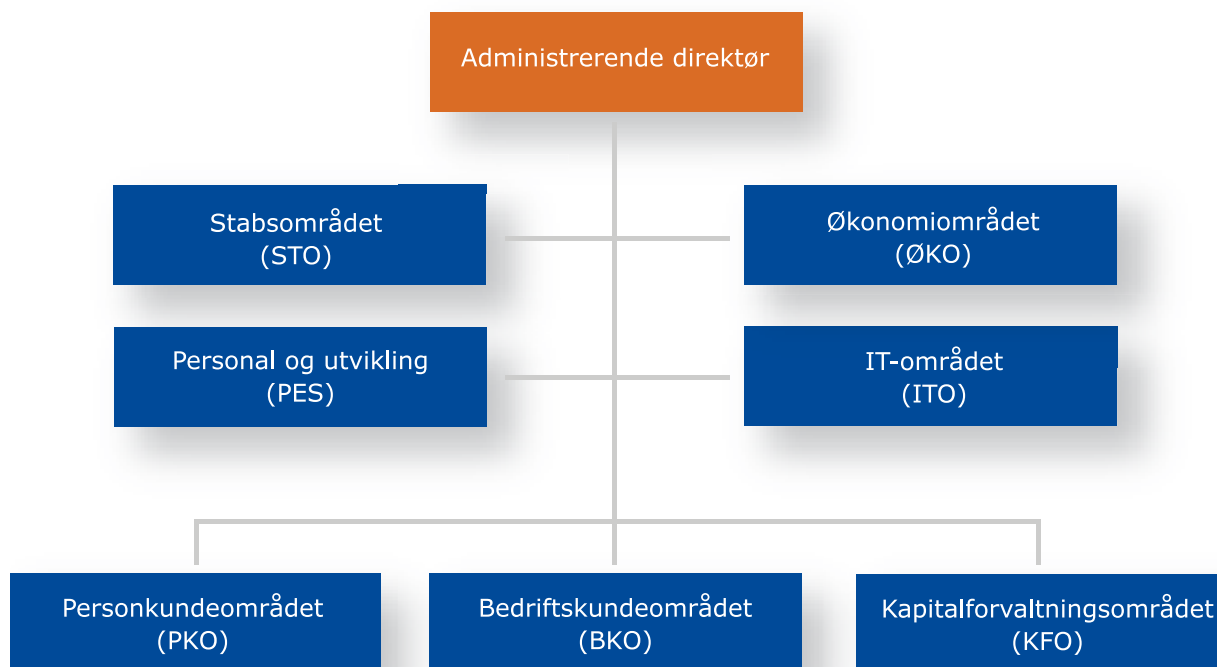 Administrerende direktør
Stabsområdet
(STO)
Økonomiområdet
(ØKO)
Personal og utvikling
(PES)
IT-området
(ITO)
Personkundeområdet
(PKO)
Bedriftskundeområdet
(BKO)
Kapitalforvaltningsområdet
(KFO)